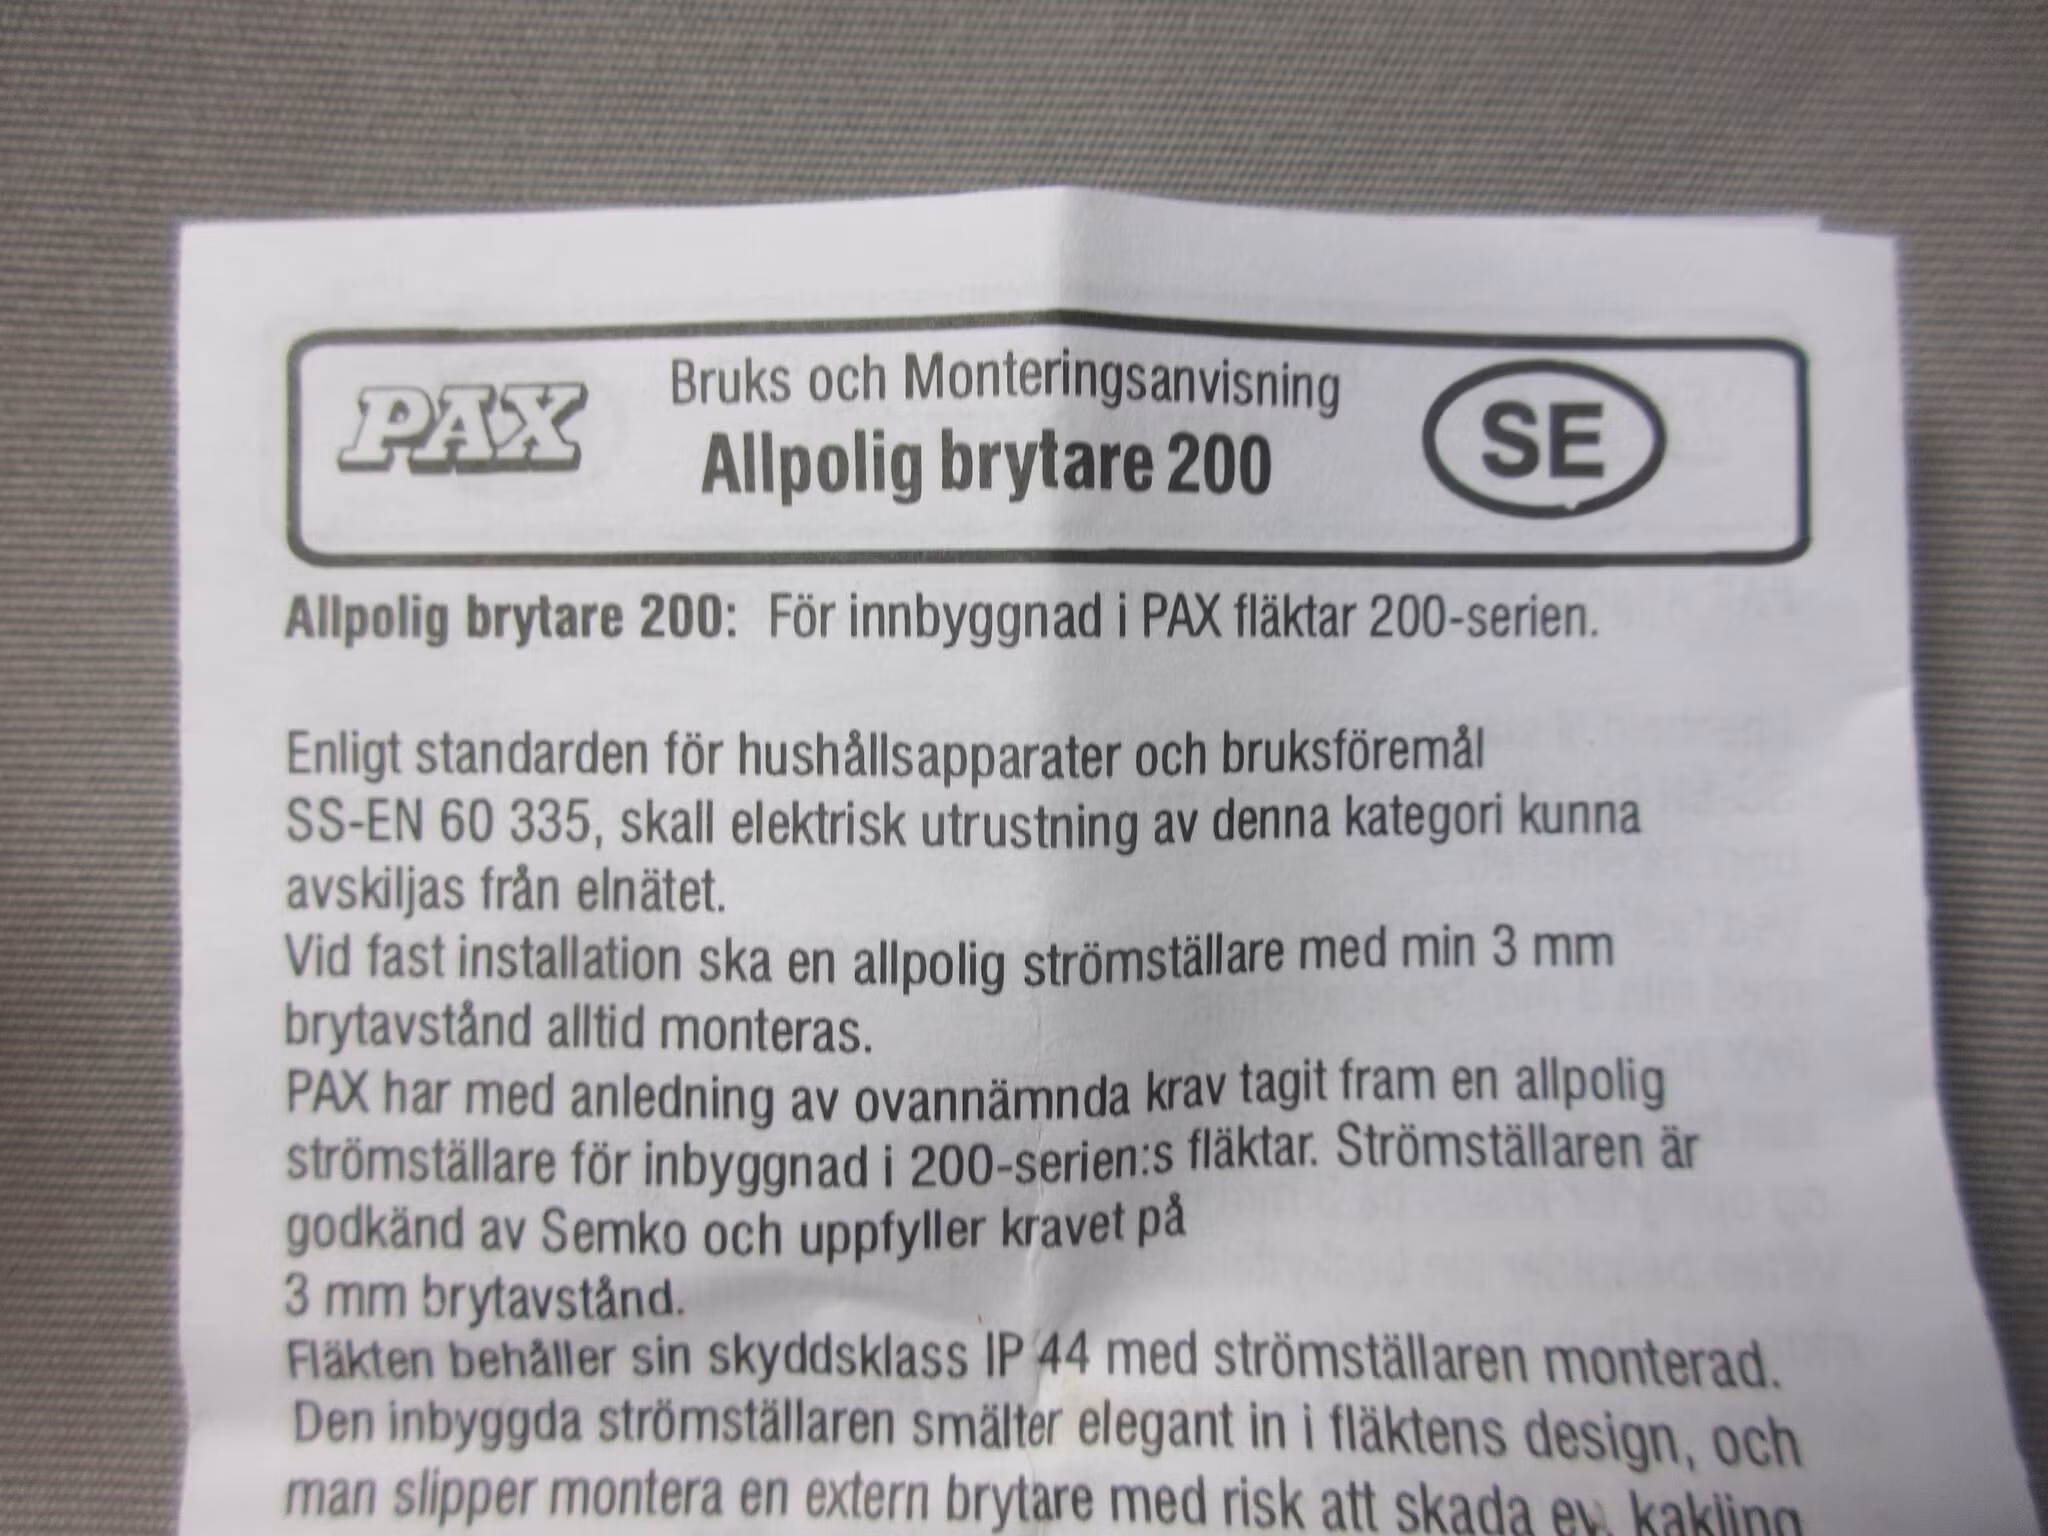 PAX
Bruks och Monteringsanvisning
Allpolig brytare 200
SE
Allpolig brytare 200: För innbyggnad i PAX fläktar 200-serien.
Enligt standarden för hushållsapparater och bruksföremål
SS-EN 60 335, skall elektrisk utrustning av denna kategori kunna
avskiljas från elnätet.
Vid fast installation ska en allpolig strömställare med min 3 mm
brytavstånd alltid monteras.
PAX har med anledning av ovannämnda krav tagit fram en allpolig
strömställare för inbyggnad i 200-serien:s fläktar. Strömställaren är
godkänd av Semko och uppfyller kravet på
3 mm brytavstånd.
Fläkten behåller sin skyddsklass IP 44 med strömställaren monterad.
Den inbyggda strömställaren smälter elegant in i fläktens design, och
man slipper montera en extern brytare med risk att skada ev. kakling